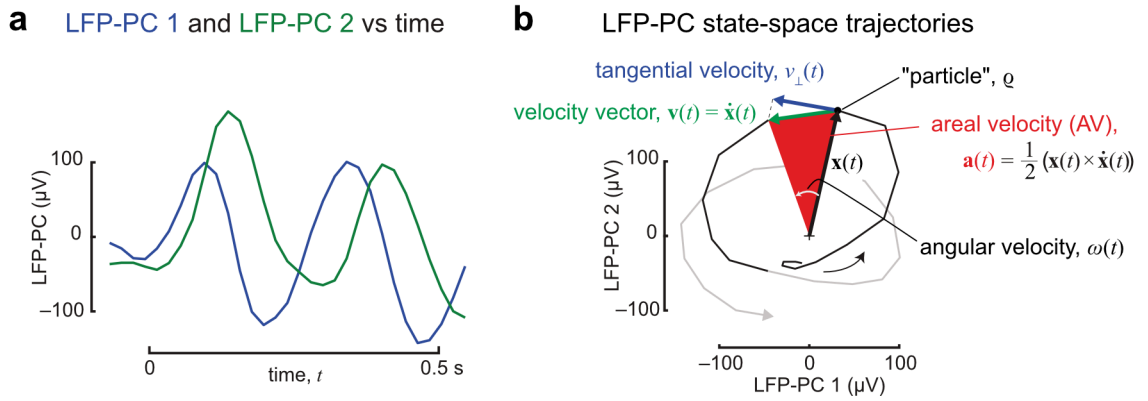 a LFP-PC 1 and LFP-PC 2 vs time
LFP-PC (µV)
100
0
−100
0
0.5 s
time, t
b LFP-PC state-space trajectories
tangential velocity, v⊥(t)
velocity vector, v(t) = ẋ(t)
"particle", ϱ
areal velocity (AV),
a(t) = 1/2 (x(t) × ẋ(t))
x(t)
angular velocity, ω(t)
LFP-PC 2 (µV)
100
0
−100
−100
0
100
LFP-PC 1 (µV)